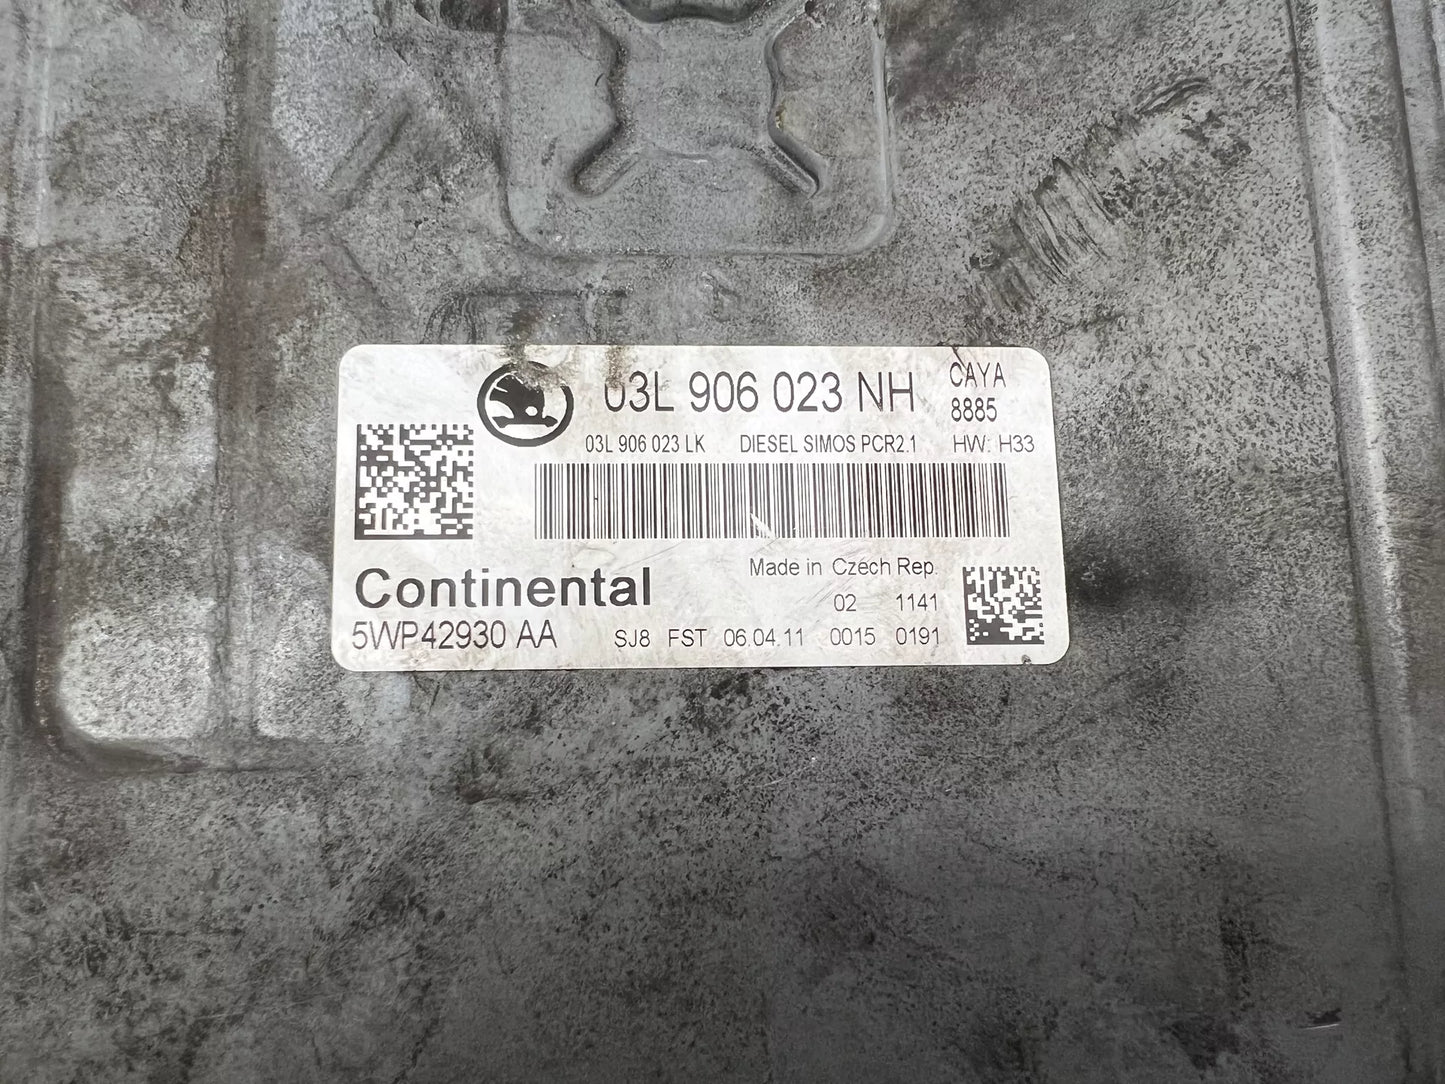 03L 906 023 NH CAYA
8885
03L 906 023 LK DIESEL SIMOS PCR2.1 HW: H33
Made in Czech Rep.
Continental
02 1141
5WP42930 AA SJ8 FST 06.04.11 0015 0191